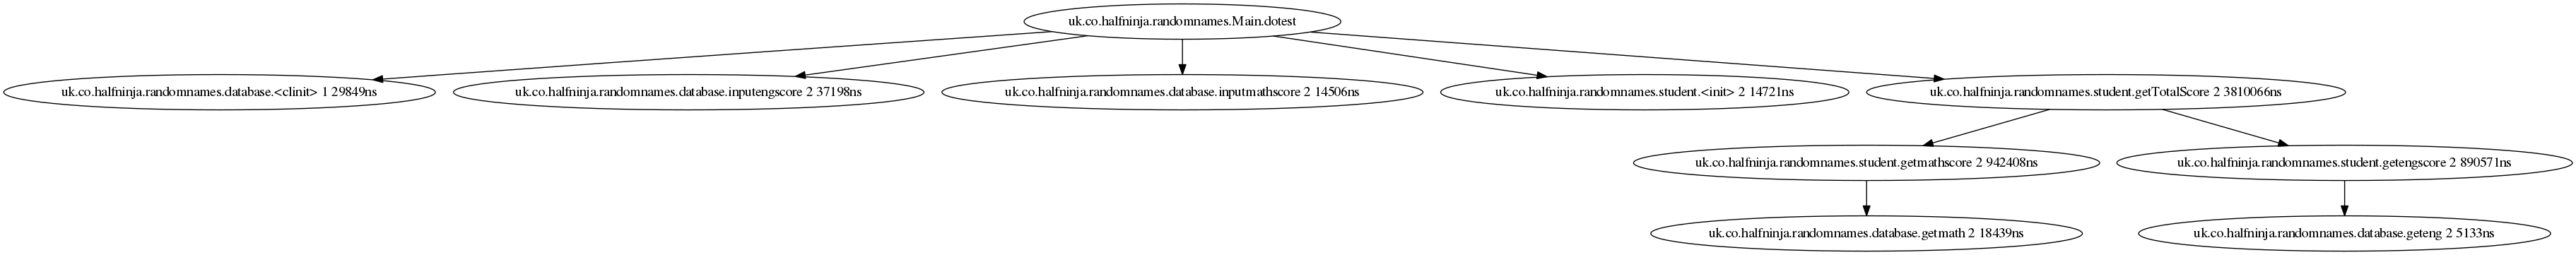 uk.co.halfninja.randomnames.Main.dotest
uk.co.halfninja.randomnames.database.<clinit> 1 29849ns
uk.co.halfninja.randomnames.database.inputengscore 2 37198ns
uk.co.halfninja.randomnames.database.inputmathscore 2 14506ns
uk.co.halfninja.randomnames.student.<init> 2 14721ns
uk.co.halfninja.randomnames.student.getTotalScore 2 3810066ns
uk.co.halfninja.randomnames.student.getmathscore 2 942408ns
uk.co.halfninja.randomnames.student.getengscore 2 890571ns
uk.co.halfninja.randomnames.database.getmath 2 18439ns
uk.co.halfninja.randomnames.database.geteng 2 5133ns